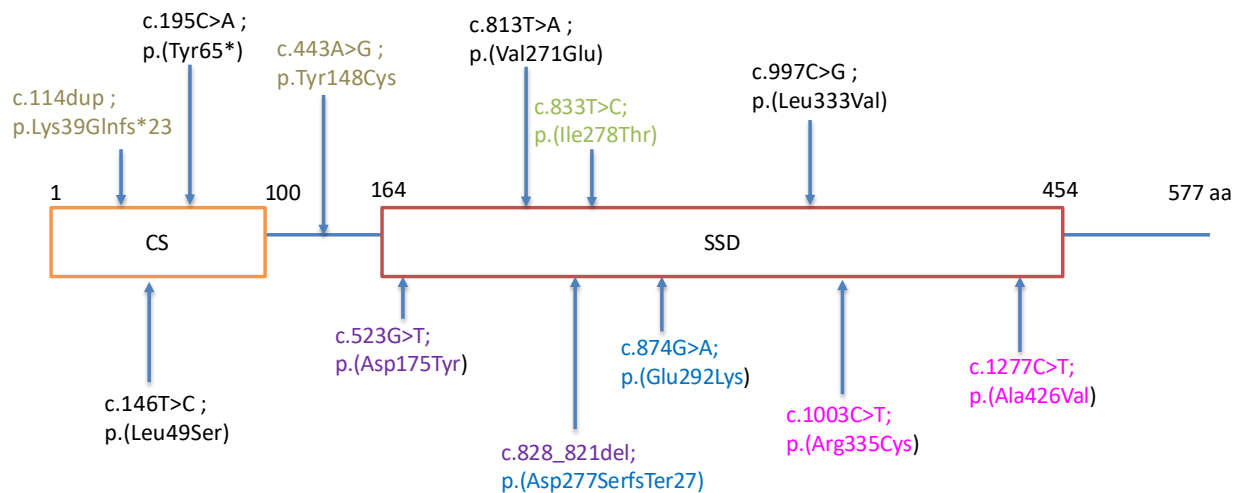 c.195C>A ;
p.(Tyr65*)
c.443A>G ;
p.Tyr148Cys
c.813T>A ;
p.(Val271Glu)
c.997C>G ;
p.(Leu333Val)
c.114dup ;
p.Lys39Glnfs*23
c.833T>C;
p.(Ile278Thr)
1
100
164
454
577 aa
CS
SSD
c.146T>C ;
p.(Leu49Ser)
c.523G>T;
p.(Asp175Tyr)
c.828_821del;
p.(Asp277SerfsTer27)
c.874G>A;
p.(Glu292Lys)
c.1003C>T;
p.(Arg335Cys)
c.1277C>T;
p.(Ala426Val)